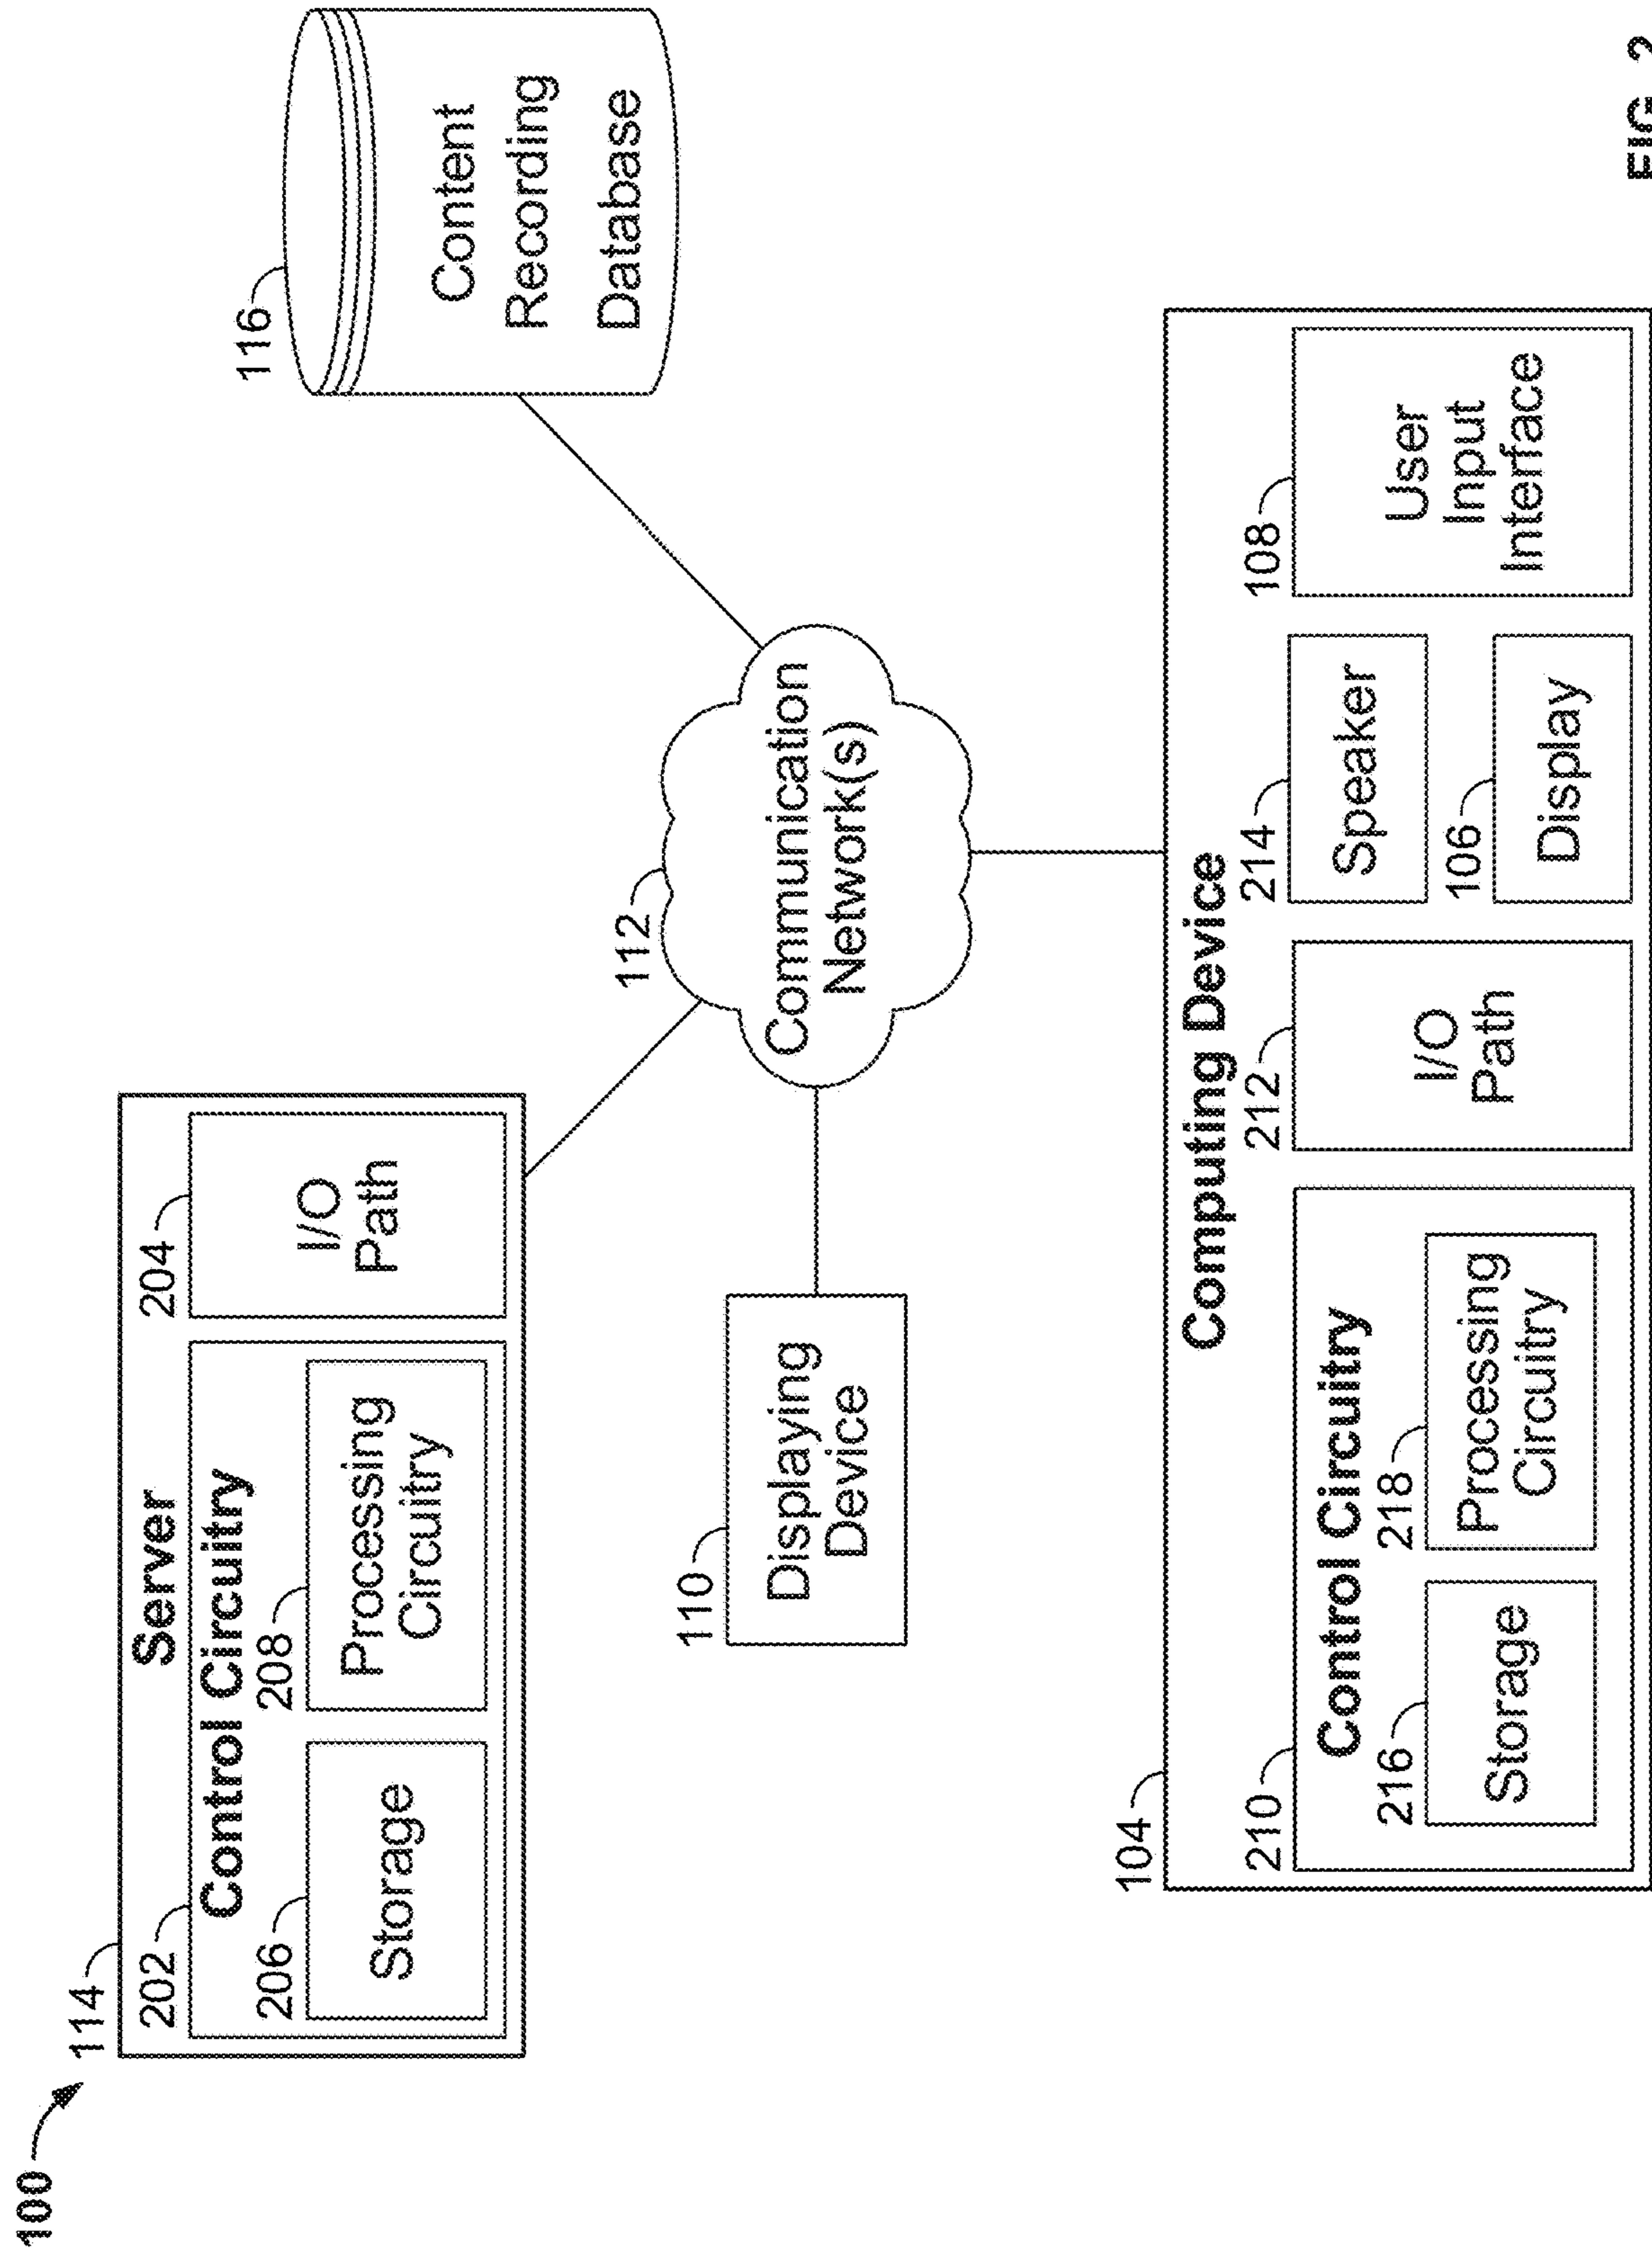 100
114
Server
202
Control Circuitry
206
Storage
208
Processing
Circuitry
204
I/O
Path
116
Content
Recording
Database
112
Communication
Network(s)
110
Displaying
Device
104
Computing Device
210
Control Circuitry
216
Storage
218
Processing
Circuitry
212
I/O
Path
214
Speaker
106
Display
108
User
Input
Interface
FIG. 2